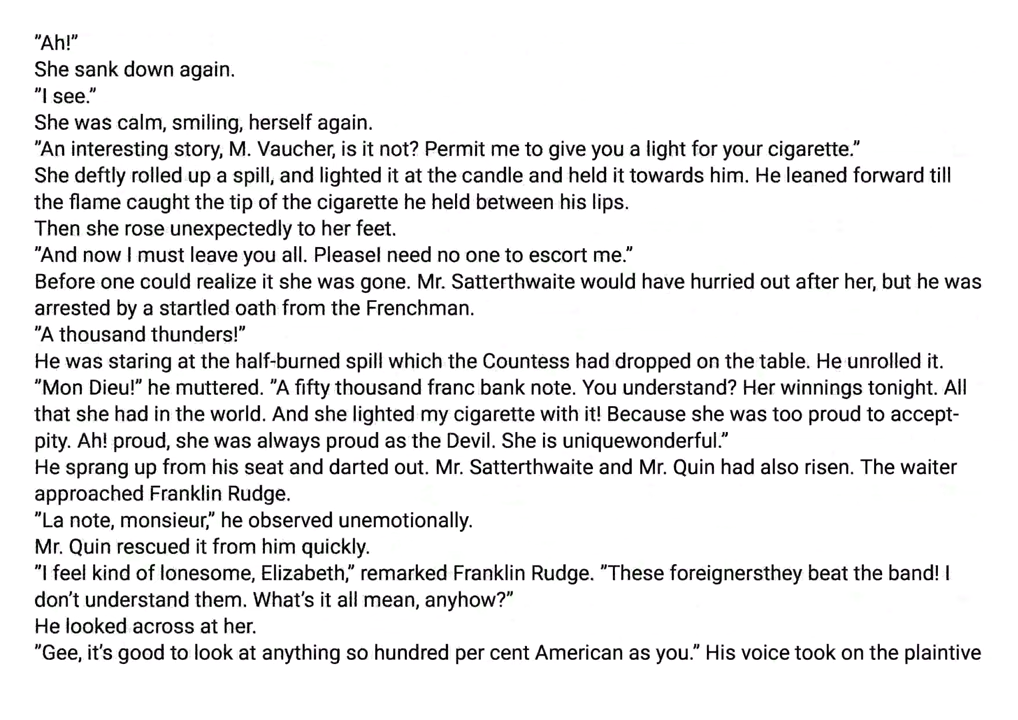 "Ah!"
She sank down again.
"I see."
She was calm, smiling, herself again.
"An interesting story, M. Vaucher, is it not? Permit me to give you a light for your cigarette."
She deftly rolled up a spill, and lighted it at the candle and held it towards him. He leaned forward till
the flame caught the tip of the cigarette he held between his lips.
Then she rose unexpectedly to her feet.
"And now I must leave you all. PleaseI need no one to escort me."
Before one could realize it she was gone. Mr. Satterthwaite would have hurried out after her, but he was
arrested by a startled oath from the Frenchman.
"A thousand thunders!"
He was staring at the half-burned spill which the Countess had dropped on the table. He unrolled it.
"Mon Dieu!" he muttered. "A fifty thousand franc bank note. You understand? Her winnings tonight. All
that she had in the world. And she lighted my cigarette with it! Because she was too proud to accept-
pity. Ah! proud, she was always proud as the Devil. She is uniquewonderful."
He sprang up from his seat and darted out. Mr. Satterthwaite and Mr. Quin had also risen. The waiter
approached Franklin Rudge.
"La note, monsieur," he observed unemotionally.
Mr. Quin rescued it from him quickly.
"I feel kind of lonesome, Elizabeth," remarked Franklin Rudge. "These foreignersthey beat the band! I
don't understand them. What's it all mean, anyhow?"
He looked across at her.
"Gee, it's good to look at anything so hundred per cent American as you." His voice took on the plaintive